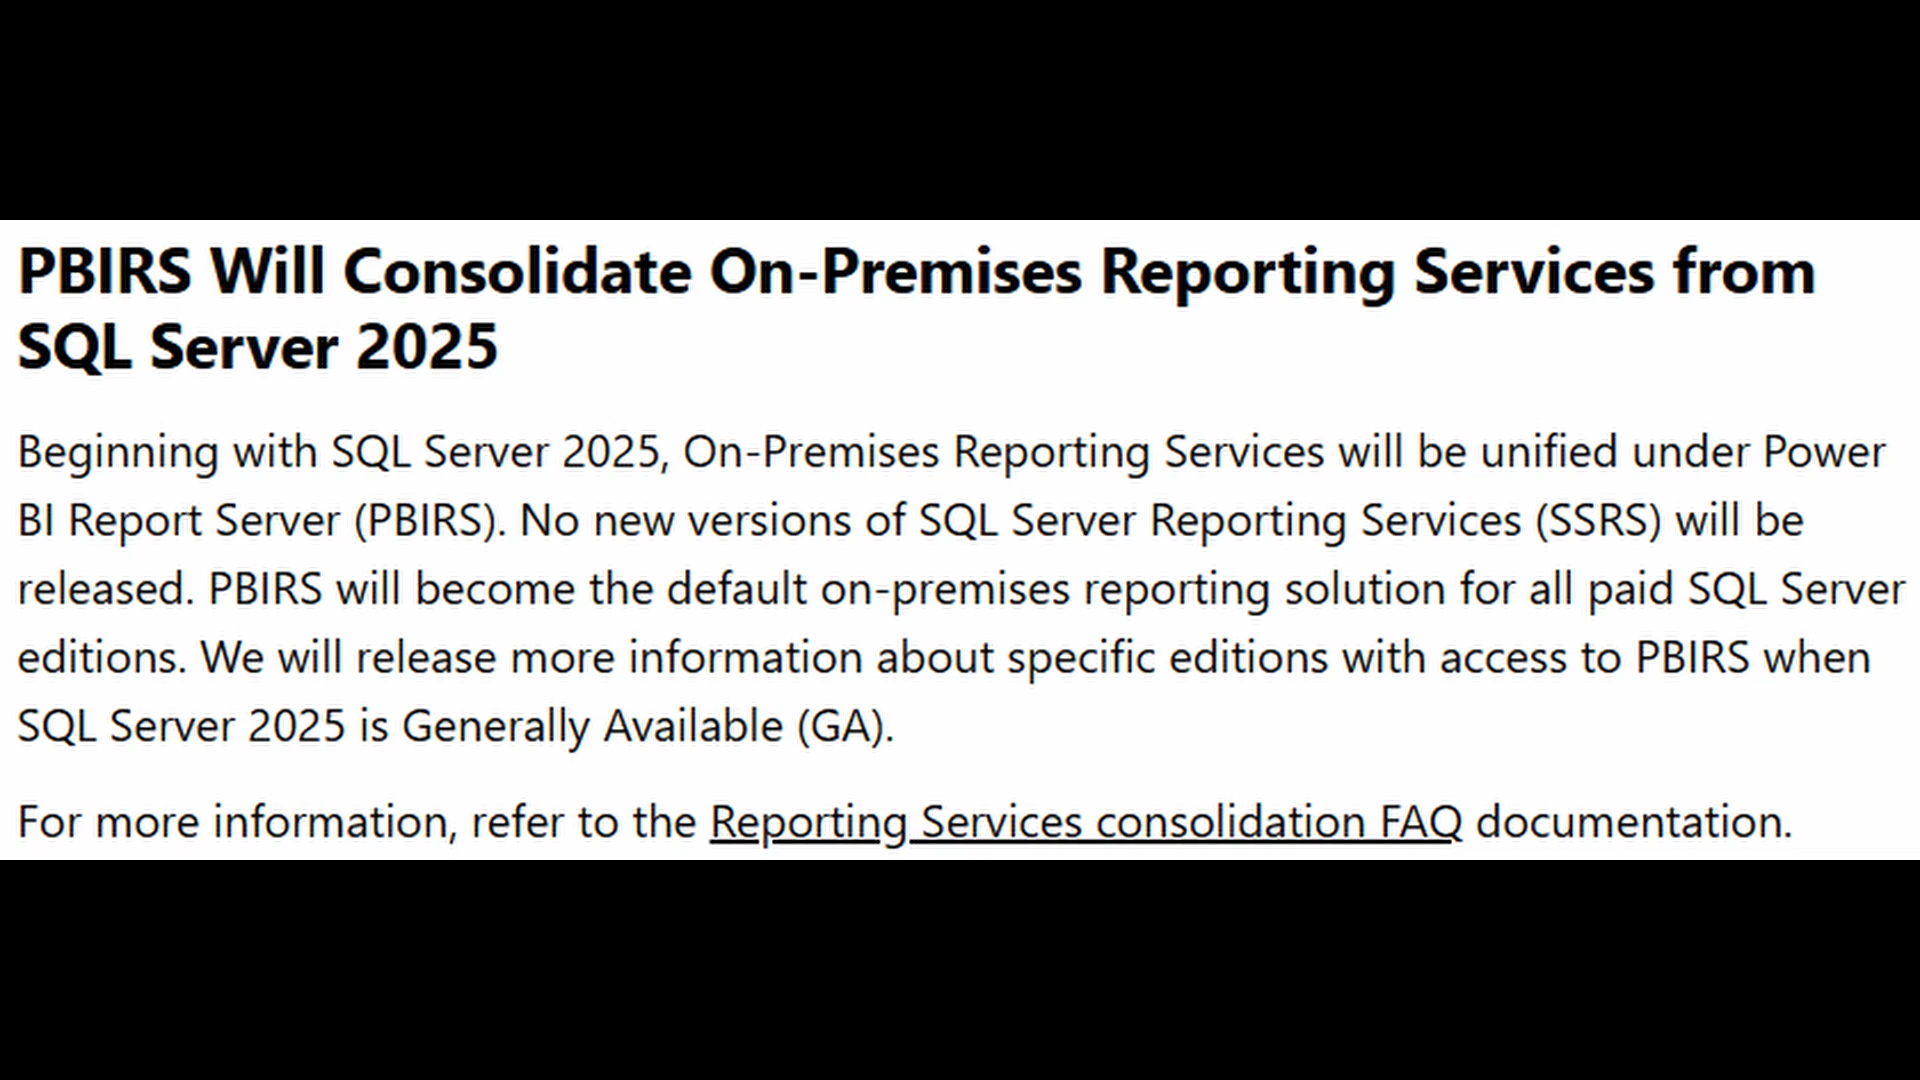 PBIRS Will Consolidate On-Premises Reporting Services from
SQL Server 2025
Beginning with SQL Server 2025, On-Premises Reporting Services will be unified under Power
BI Report Server (PBIRS). No new versions of SQL Server Reporting Services (SSRS) will be
released. PBIRS will become the default on-premises reporting solution for all paid SQL Server
editions. We will release more information about specific editions with access to PBIRS when
SQL Server 2025 is Generally Available (GA).
For more information, refer to the Reporting Services consolidation FAQ documentation.